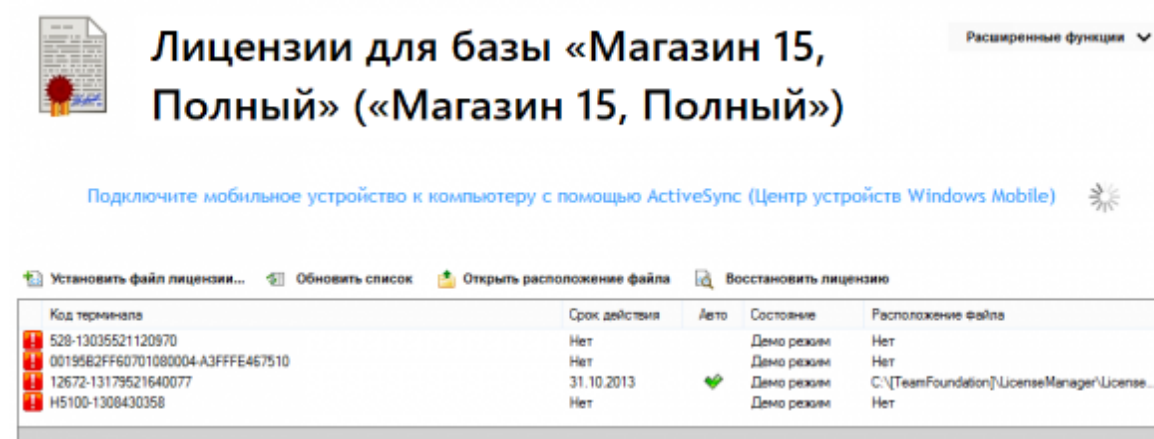 Лицензии для базы «Магазин 15,
Полный» («Магазин 15, Полный»)
Расширенные функции
Подключите мобильное устройство к компьютеру с помощью ActiveSync (Центр устройств Windows Mobile)
Установить файл лицензии... Обновить список Открыть расположение файла Восстановить лицензию
Код терминала Срок действия Авто Состояние Расположение файла
528-13035521120970 Нет Демо режим Нет
00195B2FF60701080004-A3FFFE467510 Нет Демо режим Нет
12672-13179521640077 31.10.2013 Демо режим C:\[TeamFoundation]\LicenseManager\License...
H5100-1308430358 Нет Демо режим Нет